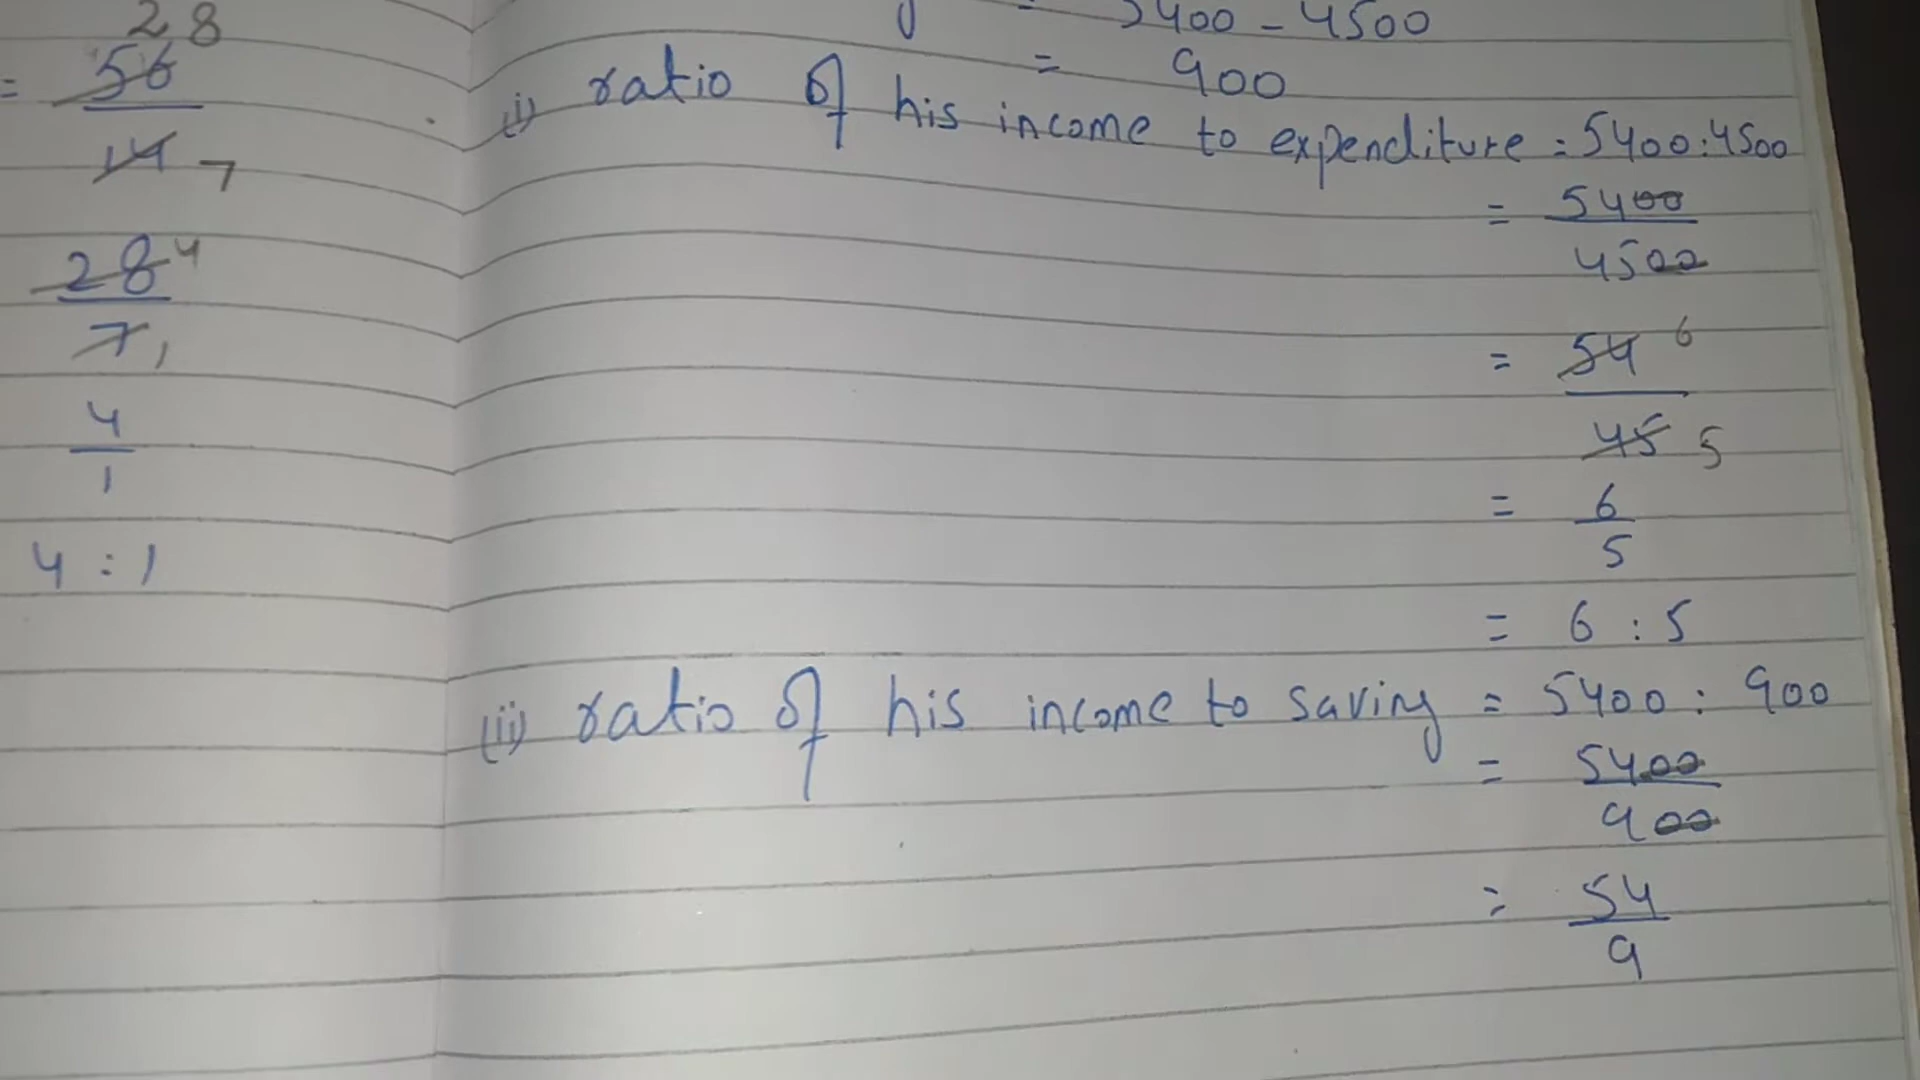 28
= 56
14 7
28 4
7 1
4
1
4 : 1
= 5400 - 4500
= 900
(i) ratio of his income to expenditure = 5400:4500
= 5400
4500
= 54 6
45 5
= 6
5
= 6 : 5
(ii) ratio of his income to saving = 5400 : 900
= 5400
900
= 54
9